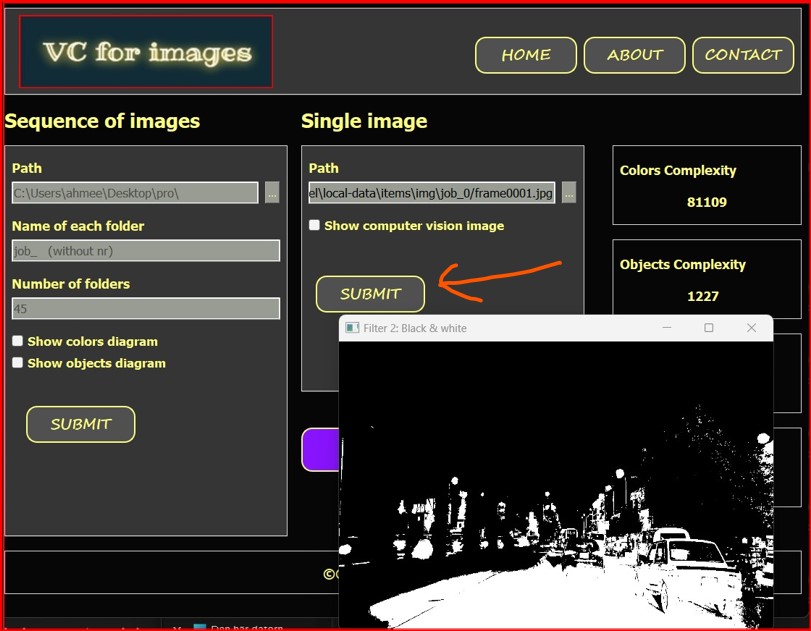 VC for images
HOME
ABOUT
CONTACT
Sequence of images
Single image
Path
C:\Users\ahmee\Desktop\pro\
...
Name of each folder
job_ (without nr)
Number of folders
45
Show colors diagram
Show objects diagram
SUBMIT
Path
el\local-data\items\img\job_0/frame0001.jpg
...
Show computer vision image
SUBMIT
Colors Complexity
81109
Objects Complexity
1227
Filter 2: Black & white
©
Den här datorn